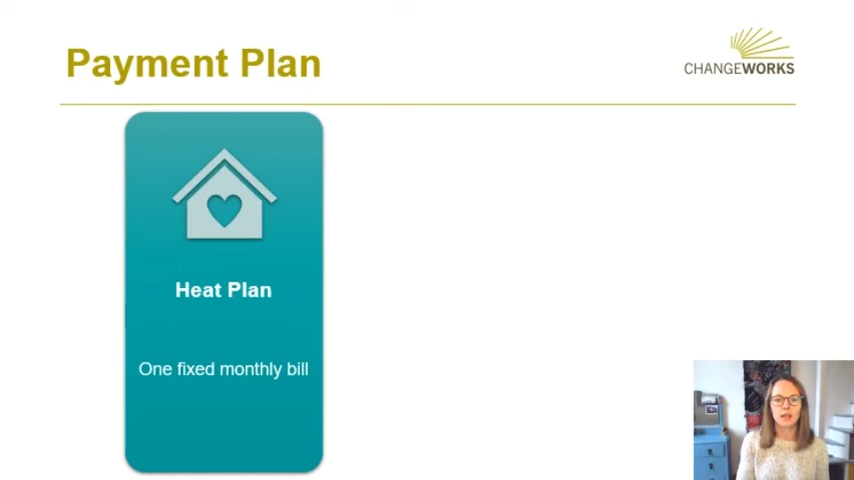 Payment Plan
CHANGEWORKS
Heat Plan
One fixed monthly bill